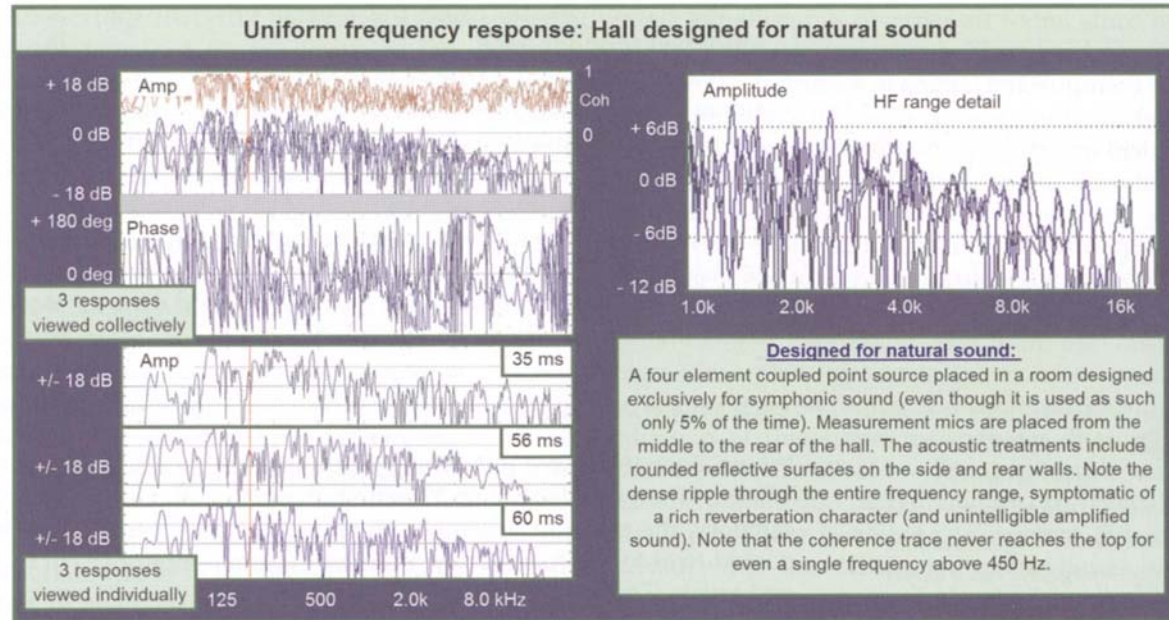 Uniform frequency response: Hall designed for natural sound
+ 18 dB
Amp
1
Coh
0 dB
0
- 18 dB
+ 180 deg
Phase
0 deg
3 responses
viewed collectively
Amp
35 ms
+/- 18 dB
56 ms
+/- 18 dB
60 ms
+/- 18 dB
3 responses
viewed individually
125 500 2.0k 8.0 kHz
Amplitude
HF range detail
+ 6dB
0 dB
- 6dB
- 12 dB
1.0k 2.0k 4.0k 8.0k 16k
Designed for natural sound:
A four element coupled point source placed in a room designed
exclusively for symphonic sound (even though it is used as such
only 5% of the time). Measurement mics are placed from the
middle to the rear of the hall. The acoustic treatments include
rounded reflective surfaces on the side and rear walls. Note the
dense ripple through the entire frequency range, symptomatic of
a rich reverberation character (and unintelligible amplified
sound). Note that the coherence trace never reaches the top for
even a single frequency above 450 Hz.